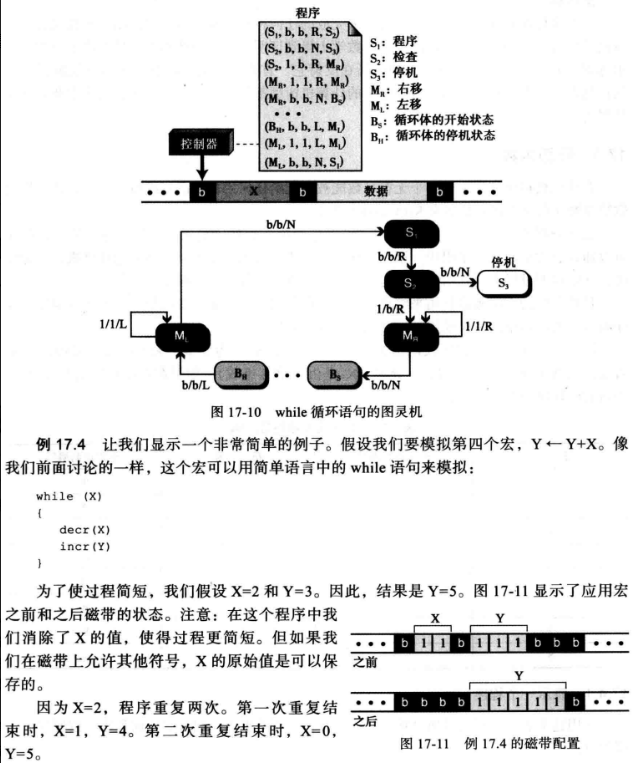 程序
(S₁, b, b, R, S₂)
(S₂, b, b, N, S₃)
(S₂, 1, b, R, M_R)
(M_R, 1, 1, R, M_R)
(M_R, b, b, N, B_S)
• • •
(B_H, b, b, L, M_L)
(M_L, 1, 1, L, M_L)
(M_L, b, b, N, S₁)
S₁：程序
S₂：检查
S₃：停机
M_R：右移
M_L：左移
B_S：循环体的开始状态
B_H：循环体的停机状态
控制器
• • • b X b 数据 b • • •
b/b/N
S₁
b/b/R
停机
S₂ b/b/N S₃
1/b/R
1/1/L M_L M_R 1/1/R
B_H • • • B_S
b/b/L b/b/N
图 17-10 while 循环语句的图灵机
例 17.4 让我们显示一个非常简单的例子。假设我们要模拟第四个宏，Y ← Y+X。像
我们前面讨论的一样，这个宏可以用简单语言中的 while 语句来模拟：
while (X)
{
decr(X)
incr(Y)
}
为了使过程简短，我们假设 X=2 和 Y=3。因此，结果是 Y=5。图 17-11 显示了应用宏
之前和之后磁带的状态。注意：在这个程序中我
们消除了 X 的值，使得过程更简短。但如果我
们在磁带上允许其他符号，X 的原始值是可以保
存的。
因为 X=2，程序重复两次。第一次重复结
束时，X=1，Y=4。第二次重复结束时，X=0，
Y=5。
X Y
• • • b 1 1 b 1 1 1 b b b • • •
之前
Y
• • • b b b b 1 1 1 1 1 b • • •
之后
图 17-11 例 17.4 的磁带配置